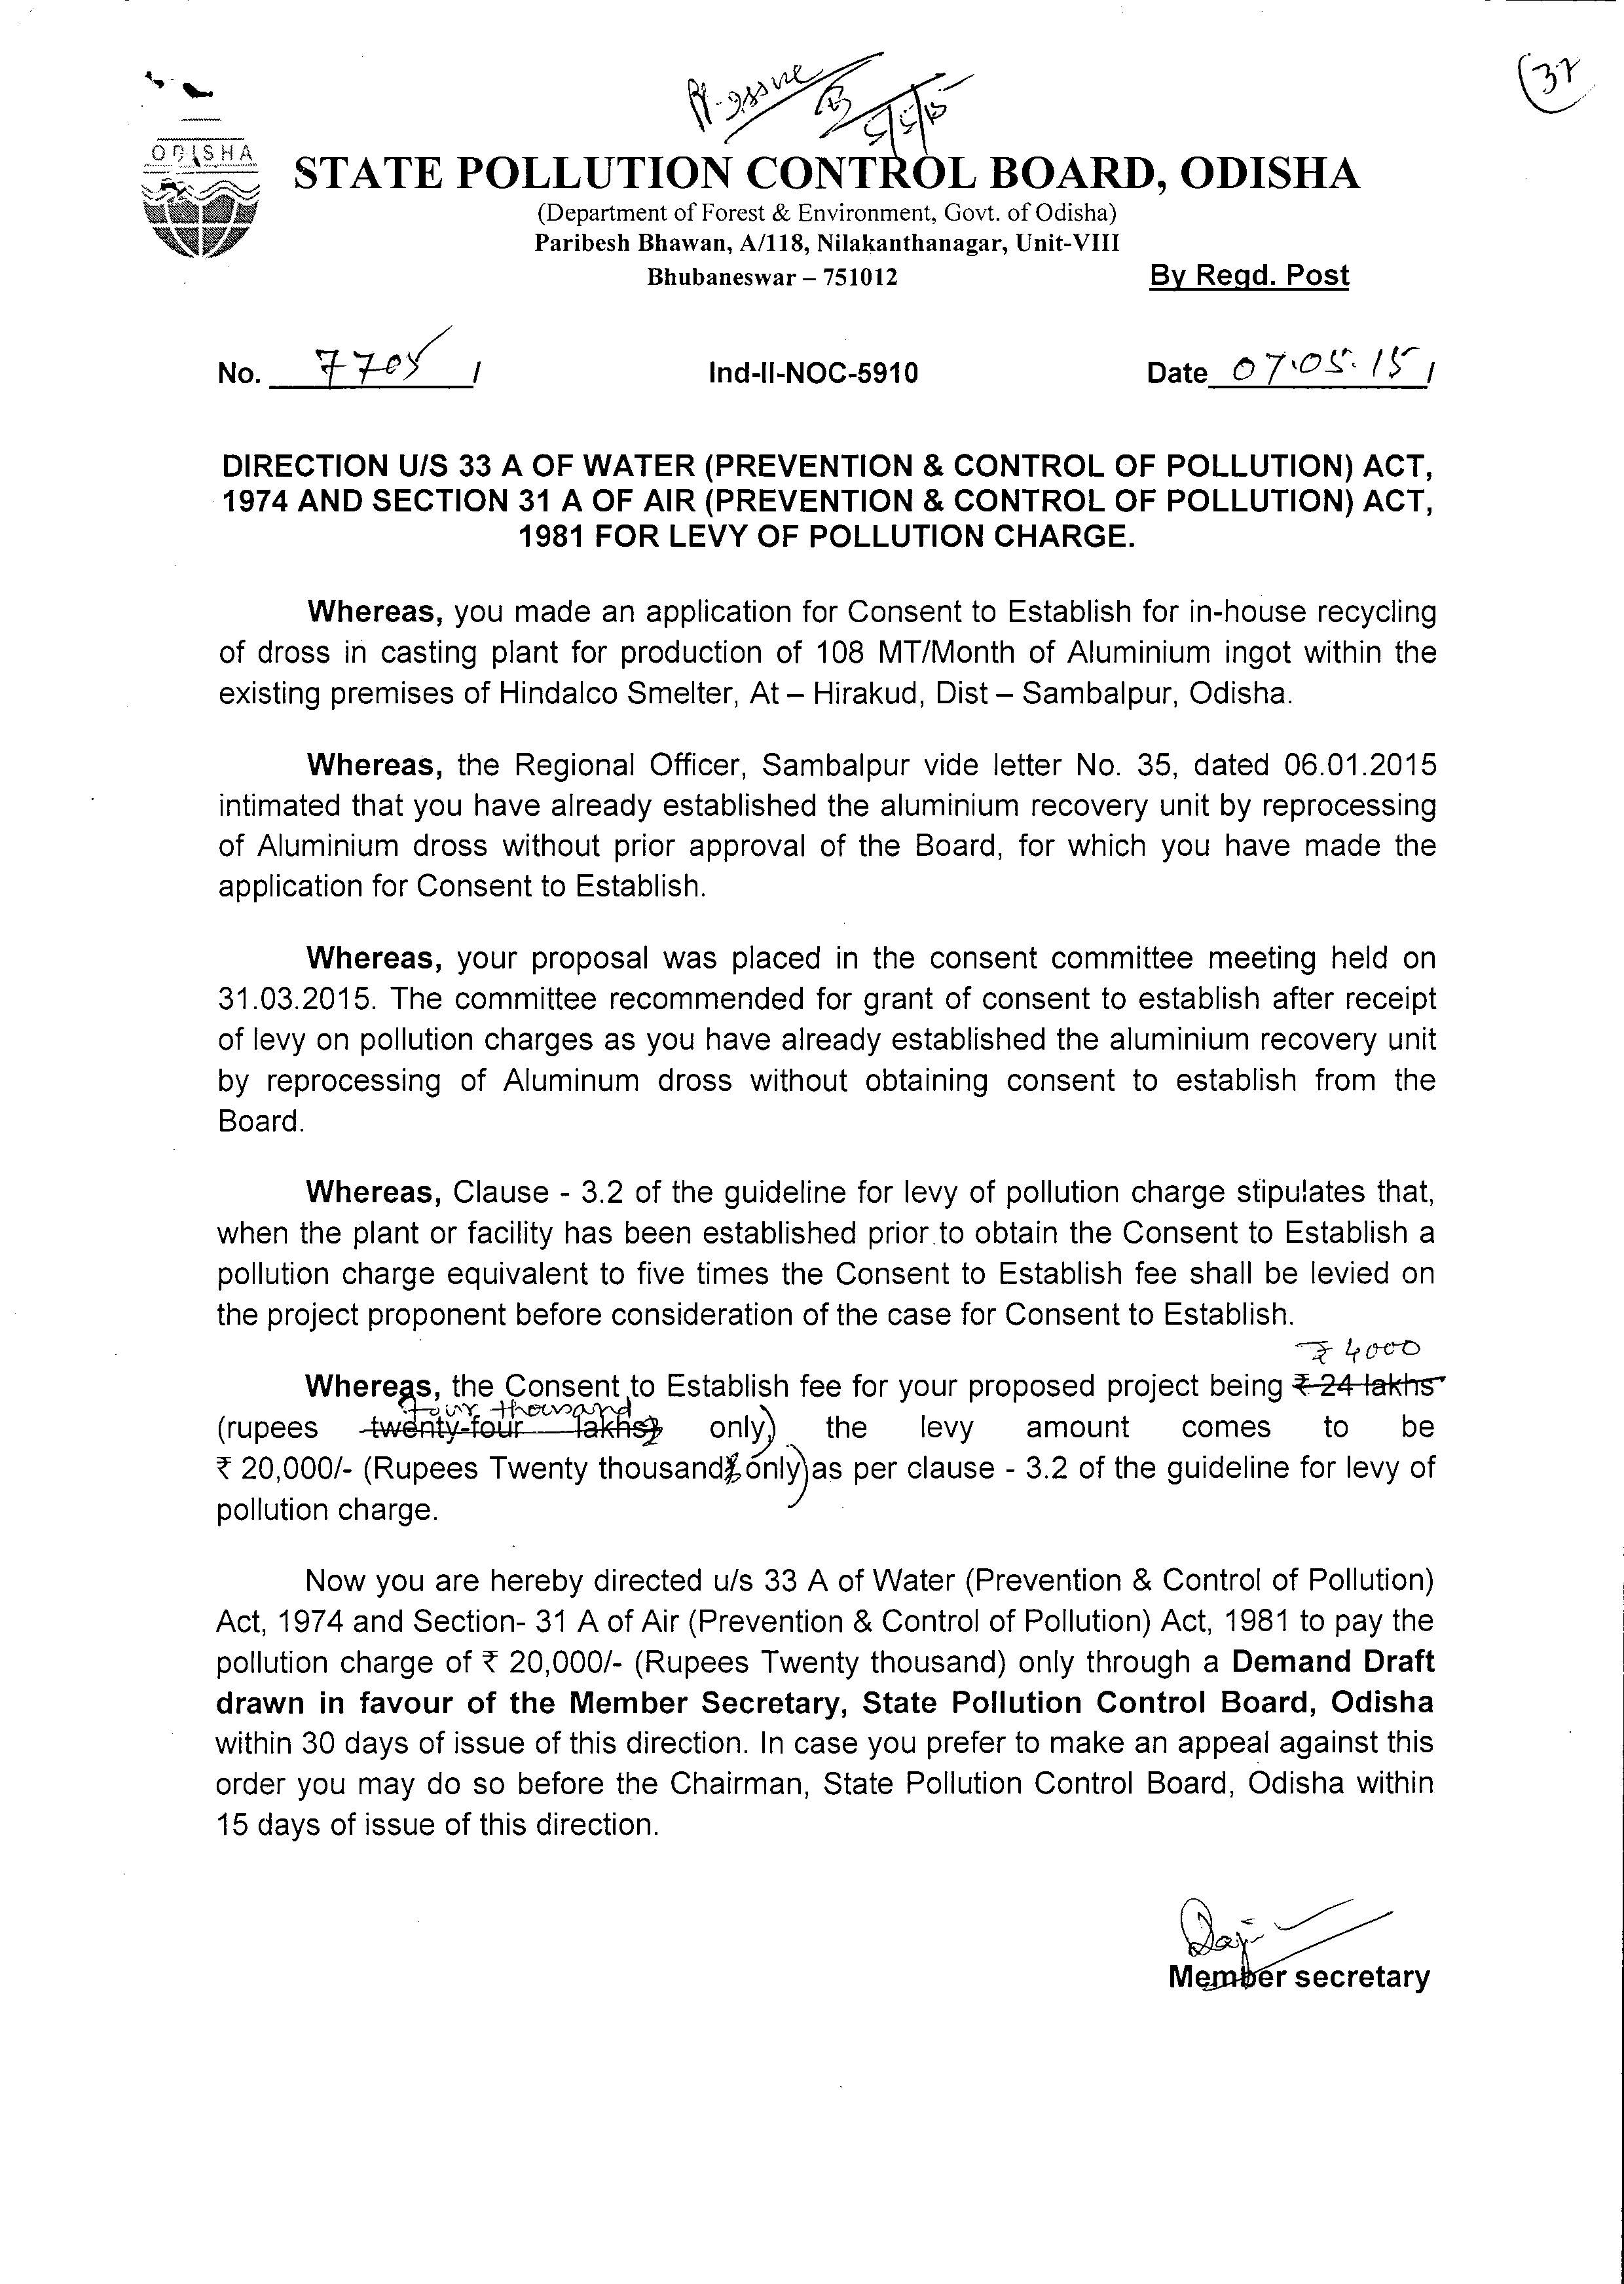 Pl. issue
37
ODISHA
STATE POLLUTION CONTROL BOARD, ODISHA
(Department of Forest & Environment, Govt. of Odisha)
Paribesh Bhawan, A/118, Nilakanthanagar, Unit-VIII
Bhubaneswar – 751012 By Regd. Post
No. 7705 / Ind-II-NOC-5910 Date 07.05.15 /
DIRECTION U/S 33 A OF WATER (PREVENTION & CONTROL OF POLLUTION) ACT,
1974 AND SECTION 31 A OF AIR (PREVENTION & CONTROL OF POLLUTION) ACT,
1981 FOR LEVY OF POLLUTION CHARGE.
Whereas, you made an application for Consent to Establish for in-house recycling
of dross in casting plant for production of 108 MT/Month of Aluminium ingot within the
existing premises of Hindalco Smelter, At – Hirakud, Dist – Sambalpur, Odisha.
Whereas, the Regional Officer, Sambalpur vide letter No. 35, dated 06.01.2015
intimated that you have already established the aluminium recovery unit by reprocessing
of Aluminium dross without prior approval of the Board, for which you have made the
application for Consent to Establish.
Whereas, your proposal was placed in the consent committee meeting held on
31.03.2015. The committee recommended for grant of consent to establish after receipt
of levy on pollution charges as you have already established the aluminium recovery unit
by reprocessing of Aluminum dross without obtaining consent to establish from the
Board.
Whereas, Clause - 3.2 of the guideline for levy of pollution charge stipulates that,
when the plant or facility has been established prior to obtain the Consent to Establish a
pollution charge equivalent to five times the Consent to Establish fee shall be levied on
the project proponent before consideration of the case for Consent to Establish.
₹ 4000
Whereas, the Consent to Establish fee for your proposed project being ₹ 24 lakhs
four thousand
(rupees twenty-four lakhs) only) the levy amount comes to be
₹ 20,000/- (Rupees Twenty thousand) only) as per clause - 3.2 of the guideline for levy of
pollution charge.
Now you are hereby directed u/s 33 A of Water (Prevention & Control of Pollution)
Act, 1974 and Section- 31 A of Air (Prevention & Control of Pollution) Act, 1981 to pay the
pollution charge of ₹ 20,000/- (Rupees Twenty thousand) only through a Demand Draft
drawn in favour of the Member Secretary, State Pollution Control Board, Odisha
within 30 days of issue of this direction. In case you prefer to make an appeal against this
order you may do so before the Chairman, State Pollution Control Board, Odisha within
15 days of issue of this direction.
Member secretary